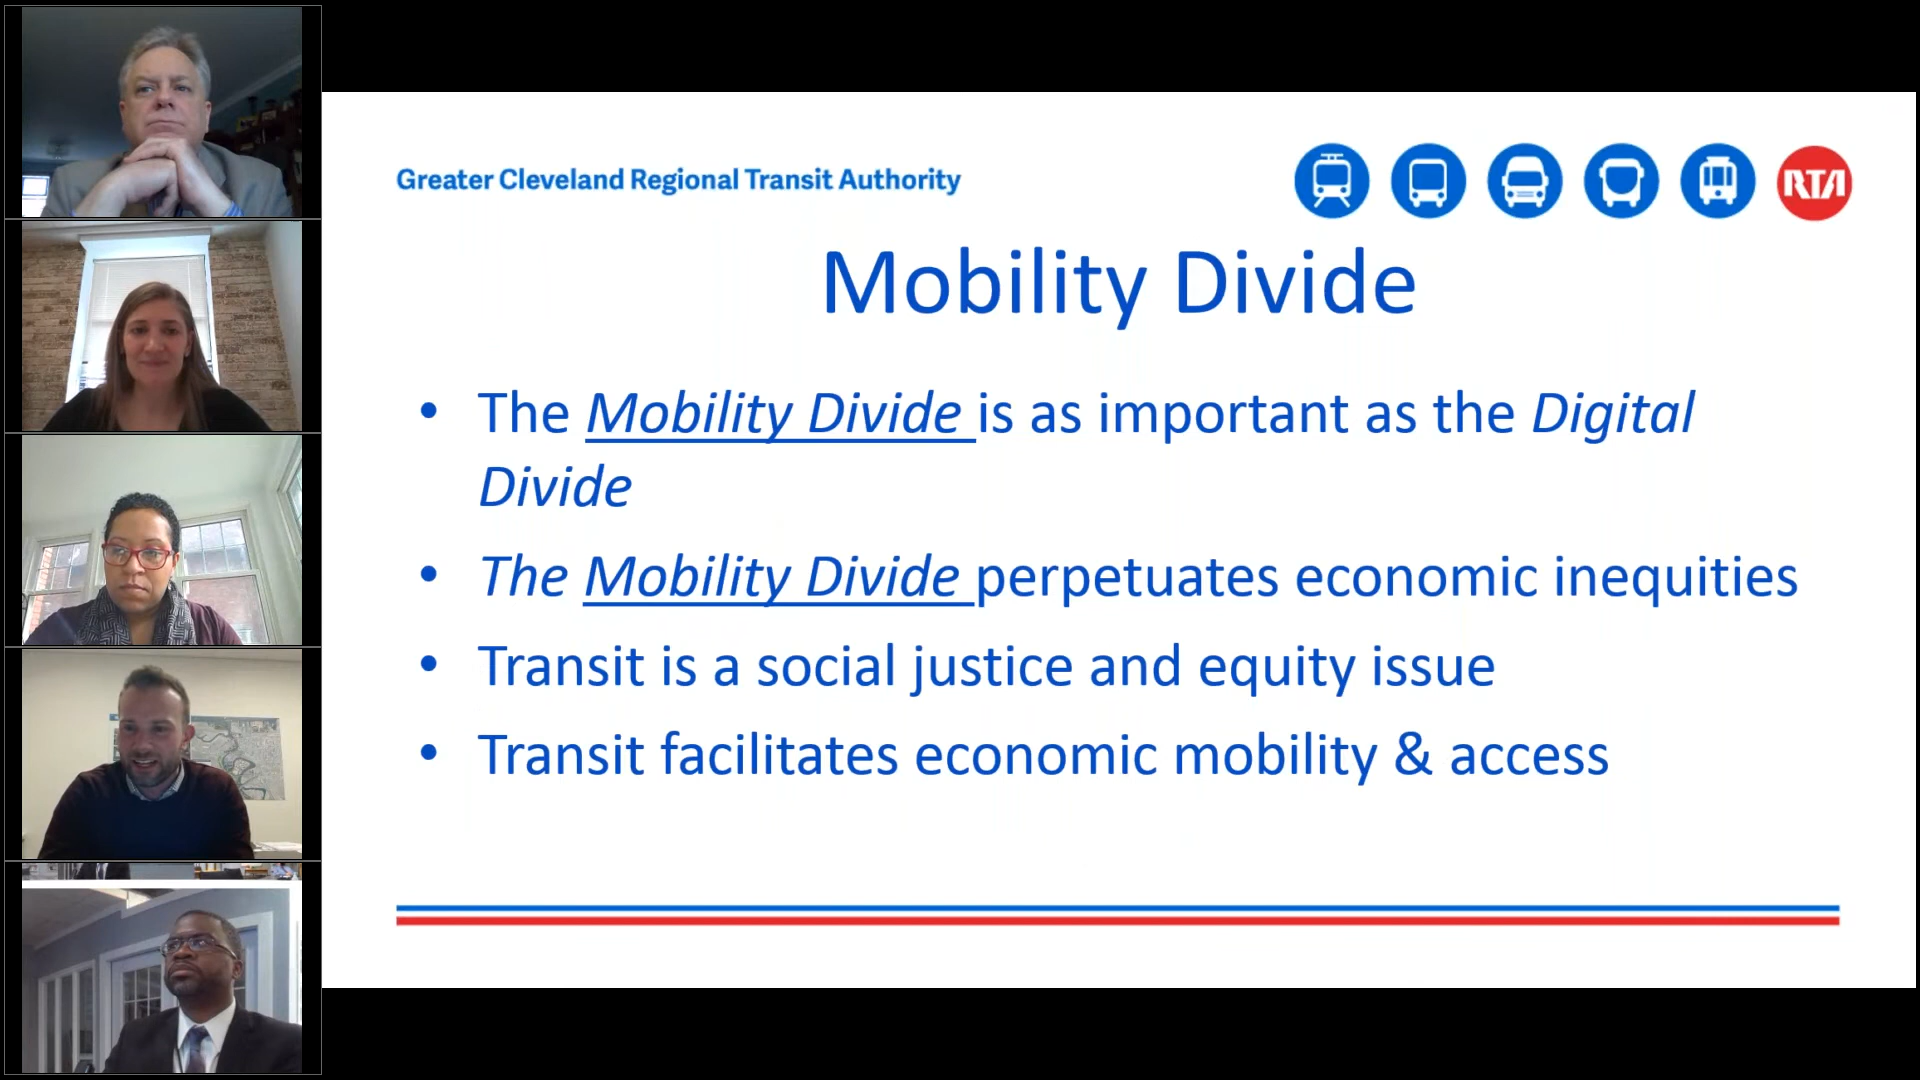 Greater Cleveland Regional Transit Authority
RTA
Mobility Divide
• The Mobility Divide is as important as the Digital
Divide
• The Mobility Divide perpetuates economic inequities
• Transit is a social justice and equity issue
• Transit facilitates economic mobility & access